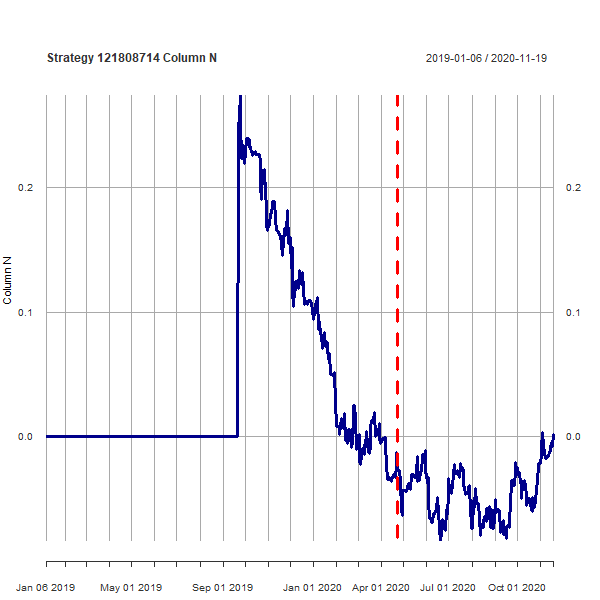 Strategy 121808714 Column N
2019-01-06 / 2020-11-19
0.2
0.2
Column N
0.1
0.1
0.0
0.0
Jan 06 2019
May 01 2019
Sep 01 2019
Jan 01 2020
Apr 01 2020
Jul 01 2020
Oct 01 2020